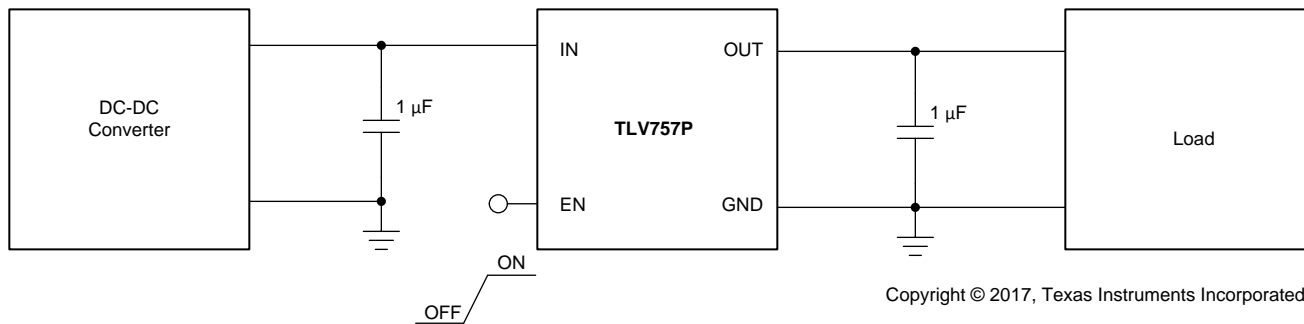 DC-DC
Converter
1 µF
IN
OUT
TLV757P
EN
GND
1 µF
Load
ON
OFF
Copyright © 2017, Texas Instruments Incorporated